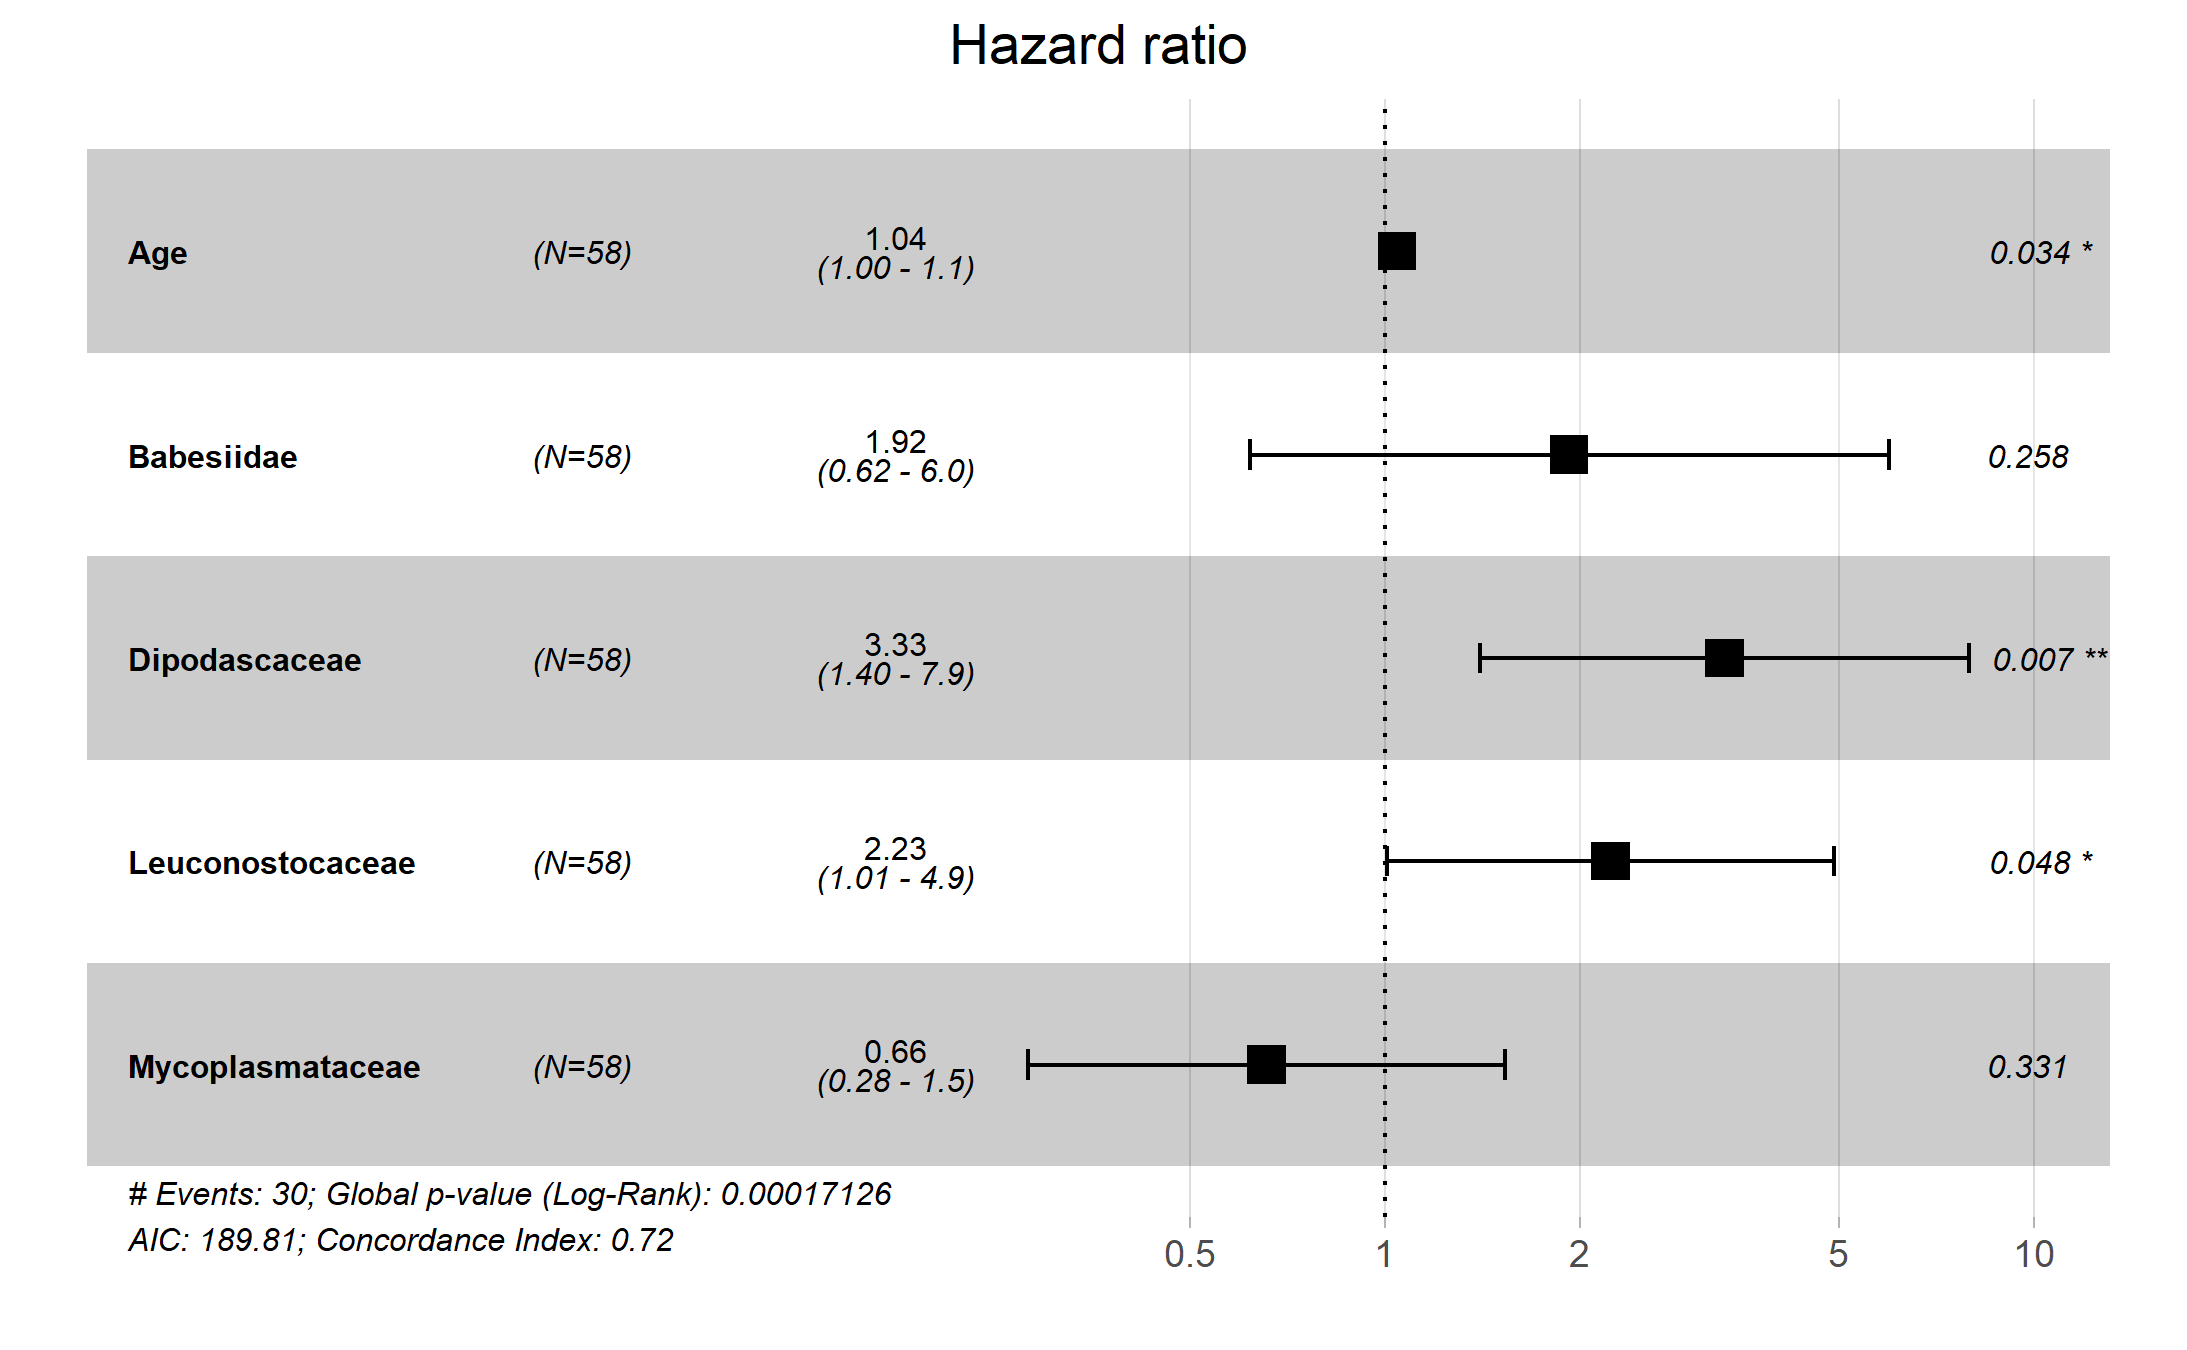 Hazard ratio
Age (N=58) 1.04 0.034 *
(1.00 - 1.1)
Babesiidae (N=58) 1.92 0.258
(0.62 - 6.0)
Dipodascaceae (N=58) 3.33 0.007 **
(1.40 - 7.9)
Leuconostocaceae (N=58) 2.23 0.048 *
(1.01 - 4.9)
Mycoplasmataceae (N=58) 0.66 0.331
(0.28 - 1.5)
# Events: 30; Global p-value (Log-Rank): 0.00017126
AIC: 189.81; Concordance Index: 0.72
0.5 1 2 5 10